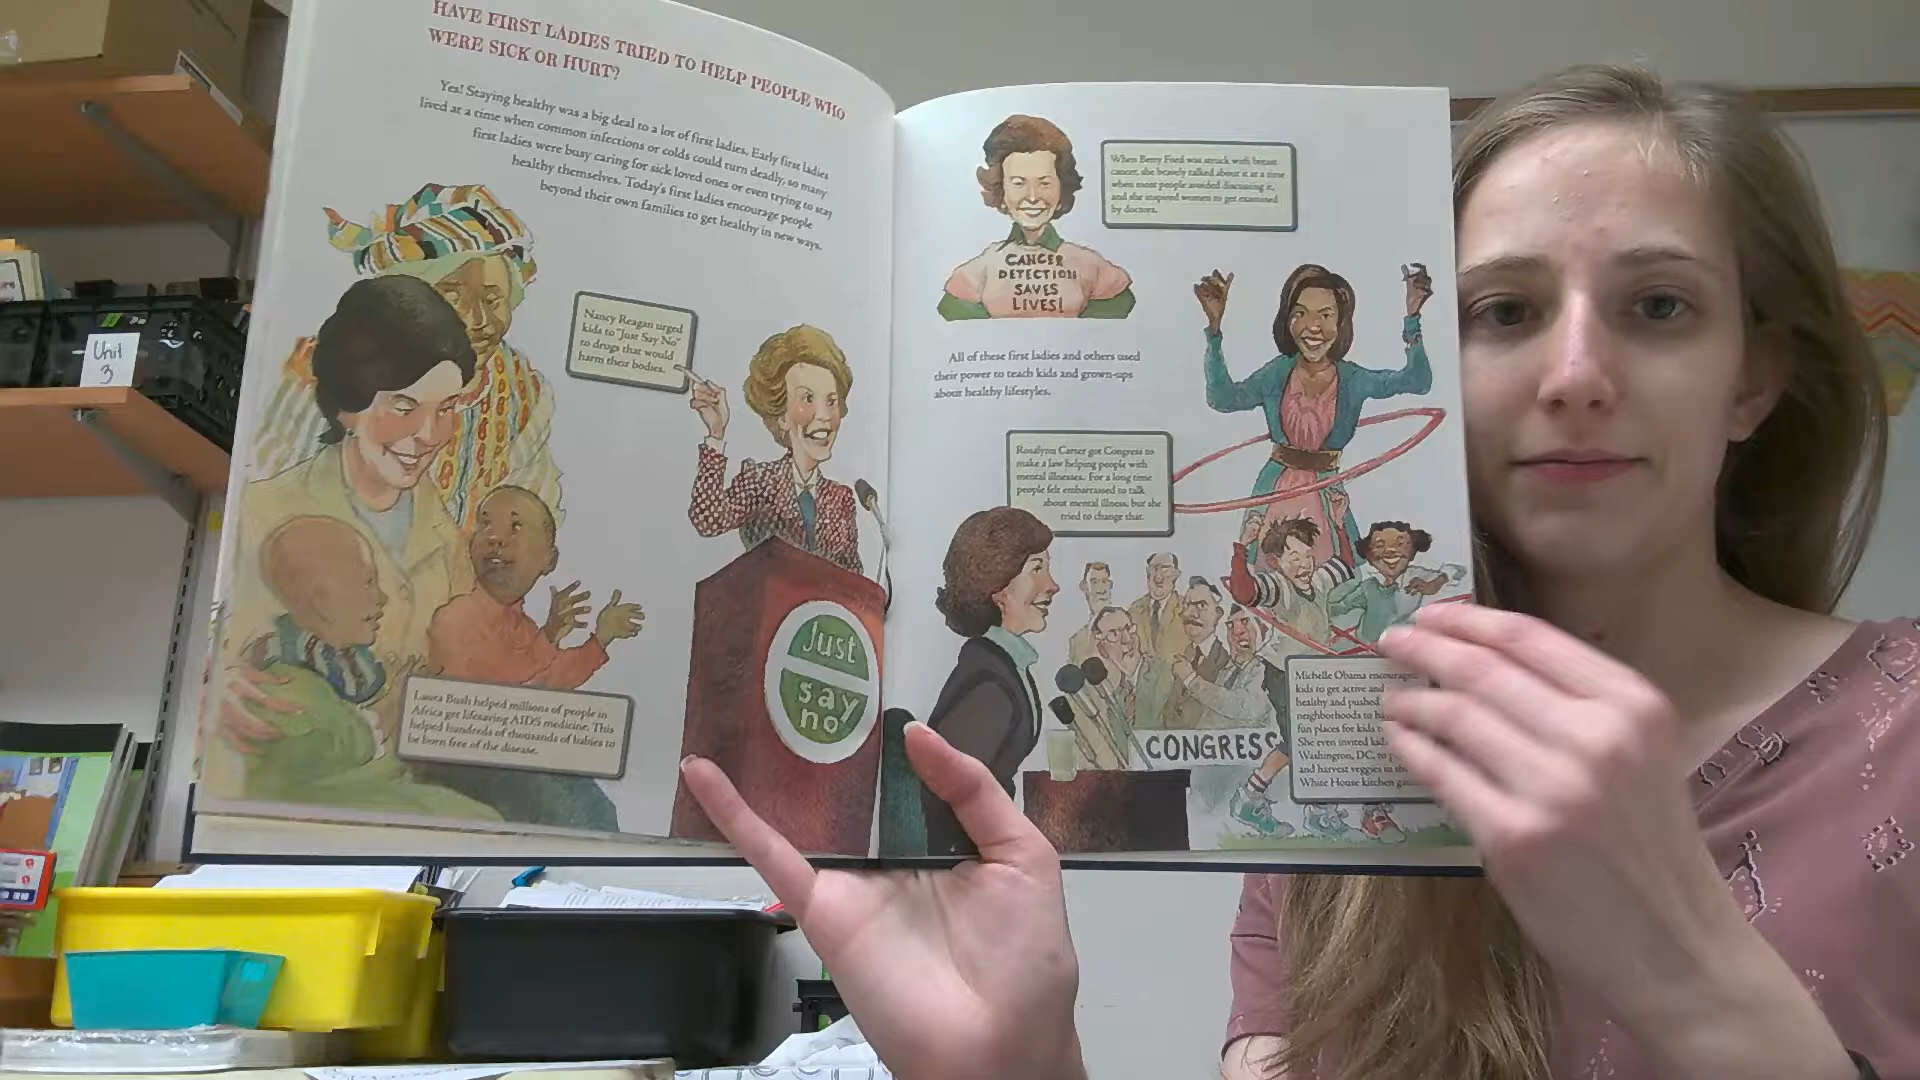 HAVE FIRST LADIES TRIED TO HELP PEOPLE WHO
WERE SICK OR HURT?
Yes! Staying healthy was a big deal to a lot of first ladies. Early first ladies
lived at a time when common infections or colds could turn deadly, so many
first ladies were busy caring for sick loved ones or even trying to stay
healthy themselves. Today's first ladies encourage people
beyond their own families to get healthy in new ways.
Nancy Reagan urged
kids to "Just Say No"
to drugs that would
harm their bodies.
Just
say
no
Laura Bush helped millions of people in
Africa get lifesaving AIDS medicine. This
helped hundreds of thousands of babies to
be born free of the disease.
When Betty Ford was struck with breast
cancer, she bravely talked about it at a time
when most people avoided discussing it,
and she inspired women to get examined
by doctors.
CANCER
DETECTION
SAVES
LIVES!
All of these first ladies and others used
their power to teach kids and grown-ups
about healthy lifestyles.
Rosalynn Carter got Congress to
make a law helping people with
mental illnesses. For a long time
people felt embarrassed to talk
about mental illness, but she
tried to change that.
CONGRESS
Michelle Obama encouraged
kids to get active and
healthy and pushed
neighborhoods to
fun places for kids
She even invited
Washington, DC, to
and harvest veggies in
White House kitchen
Unit
3